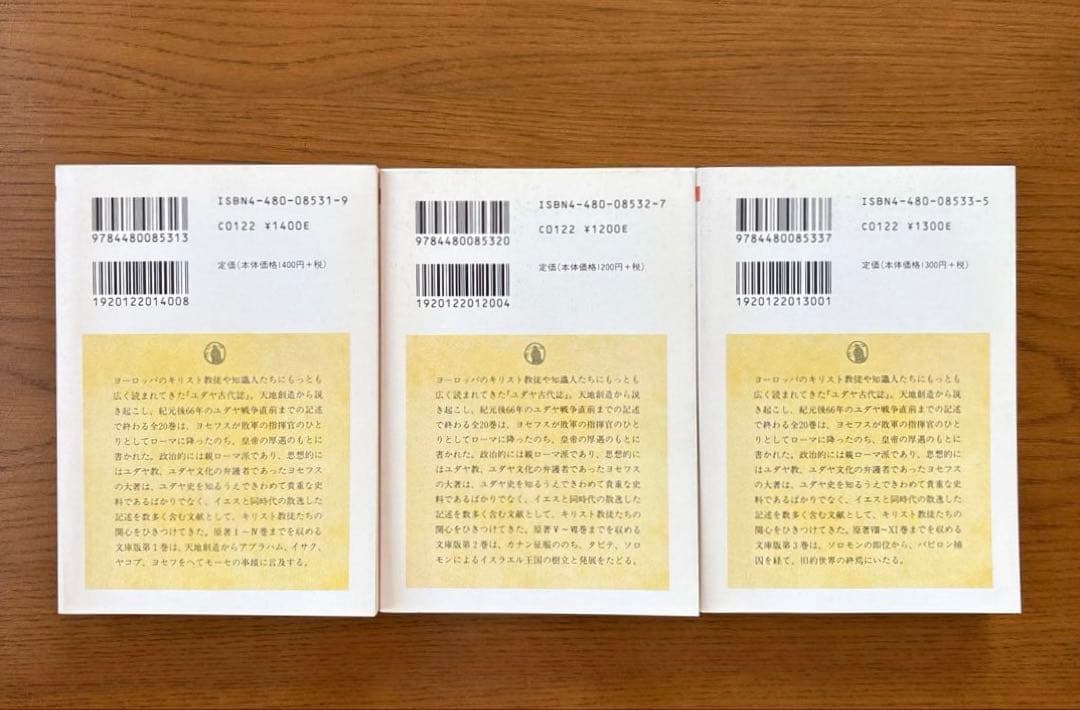 ISBN4-480-08531-9
9784480085313
C0122 ¥1400E
定価(本体価格1400円+税)
1920122014008
ヨーロッパのキリスト教徒や知識人たちにもっとも
広く読まれてきた『ユダヤ古代誌』。天地創造から説
き起こし、紀元後66年のユダヤ戦争直前までの記述
で終わる全20巻は、ヨセフスが敗軍の指揮官のひ
とりとしてローマに降ったのち、皇帝の厚遇のもとに
書かれた。政治的には親ローマ派であり、思想的に
はユダヤ教、ユダヤ文化の弁護者であったヨセフス
の大著は、ユダヤ史を知るうえできわめて貴重な史
料であるばかりでなく、イエスと同時代の散逸した
記述を数多く含む文献として、キリスト教徒たちの
関心をひきつけてきた。原著Ⅰ-Ⅳ巻までを収める
文庫版第1巻は、天地創造からアブラハム、イサク、
ヤコブ、ヨセフをへてモーセの事績に言及する。
ISBN4-480-08532-7
9784480085320
C0122 ¥1200E
定価(本体価格1200円+税)
1920122012004
ヨーロッパのキリスト教徒や知識人たちにもっとも
広く読まれてきた『ユダヤ古代誌』。天地創造から説
き起こし、紀元後66年のユダヤ戦争直前までの記述
で終わる全20巻は、ヨセフスが敗軍の指揮官のひ
とりとしてローマに降ったのち、皇帝の厚遇のもとに
書かれた。政治的には親ローマ派であり、思想的に
はユダヤ教、ユダヤ文化の弁護者であったヨセフス
の大著は、ユダヤ史を知るうえできわめて貴重な史
料であるばかりでなく、イエスと同時代の散逸した
記述を数多く含む文献として、キリスト教徒たちの
関心をひきつけてきた。原著Ⅴ-Ⅶ巻までを収める
文庫版第2巻は、カナン征服ののち、ダビデ、ソロ
モンによるイスラエル王国の樹立と発展をたどる。
ISBN4-480-08533-5
9784480085337
C0122 ¥1300E
定価(本体価格1300円+税)
1920122013001
ヨーロッパのキリスト教徒や知識人たちにもっとも
広く読まれてきた『ユダヤ古代誌』。天地創造から説
き起こし、紀元後66年のユダヤ戦争直前までの記述
で終わる全20巻は、ヨセフスが敗軍の指揮官のひ
とりとしてローマに降ったのち、皇帝の厚遇のもとに
書かれた。政治的には親ローマ派であり、思想的に
はユダヤ教、ユダヤ文化の弁護者であったヨセフス
の大著は、ユダヤ史を知るうえできわめて貴重な史
料であるばかりでなく、イエスと同時代の散逸した
記述を数多く含む文献として、キリスト教徒たちの
関心をひきつけてきた。原著Ⅷ-Ⅺ巻までを収める
文庫版第3巻は、ソロモンの即位から、バビロン捕
囚を経て、旧約世界の終焉にいたる。